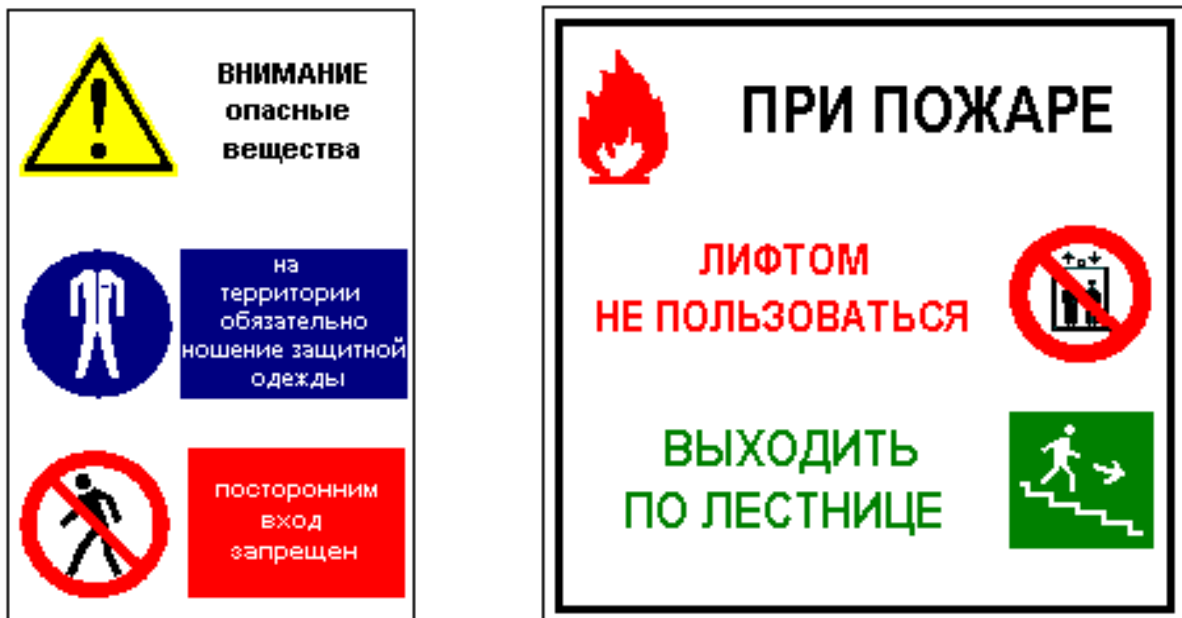 ВНИМАНИЕ
опасные
вещества
на
территории
обязательно
ношение защитной
одежды
посторонним
вход
запрещен
ПРИ ПОЖАРЕ
ЛИФТОМ
НЕ ПОЛЬЗОВАТЬСЯ
ВЫХОДИТЬ
ПО ЛЕСТНИЦЕ